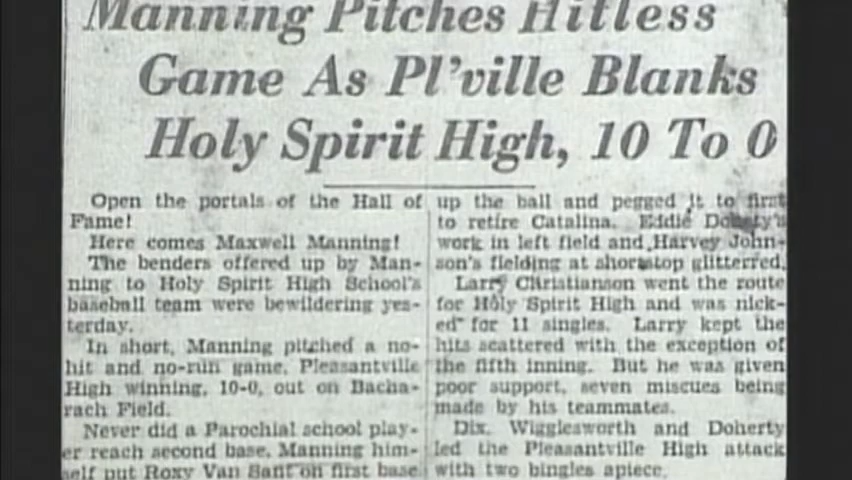 Manning Pitches Hitless
Game As Pl'ville Blanks
Holy Spirit High, 10 To 0
Open the portals of the Hall of
Fame!
Here comes Maxwell Manning!
The benders offered up by Man-
ning to Holy Spirit High School's
baseball team were bewildering yes-
terday.
In short, Manning pitched a no-
hit and no-run game, Pleasantville
High winning, 10-0, out on Bacha-
rach Field.
Never did a Parochial school play-
er reach second base. Manning him-
self put Roxy Van Sant on first base
up the ball and pegged it to first
to retire Catalina. Eddie Doherty's
work in left field and Harvey John-
son's fielding at shortstop glitterred.
Larry Christianson went the route
for Holy Spirit High and was nick-
ed for 11 singles. Larry kept the
hits scattered with the exception of
the fifth inning. But he was given
poor support, seven miscues being
made by his teammates.
Dix, Wigglesworth and Doherty
led the Pleasantville High attack
with two bingles apiece.